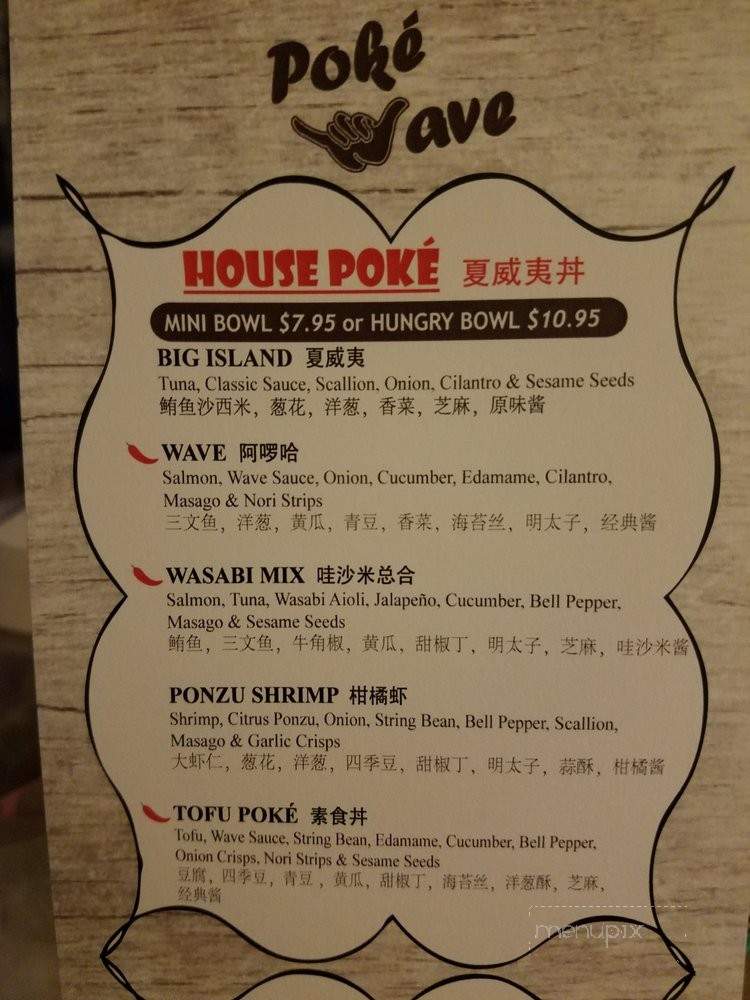 Poké
Wave
HOUSE POKÉ 夏威夷丼
MINI BOWL $7.95 or HUNGRY BOWL $10.95
BIG ISLAND 夏威夷
Tuna, Classic Sauce, Scallion, Onion, Cilantro & Sesame Seeds
鲔鱼沙西米，葱花，洋葱，香菜，芝麻，原味酱
WAVE 阿啰哈
Salmon, Wave Sauce, Onion, Cucumber, Edamame, Cilantro,
Masago & Nori Strips
三文鱼，洋葱，黄瓜，青豆，香菜，海苔丝，明太子，经典酱
WASABI MIX 哇沙米总合
Salmon, Tuna, Wasabi Aioli, Jalapeño, Cucumber, Bell Pepper,
Masago & Sesame Seeds
鲔鱼，三文鱼，牛角椒，黄瓜，甜椒丁，明太子，芝麻，哇沙米酱
PONZU SHRIMP 柑橘虾
Shrimp, Citrus Ponzu, Onion, String Bean, Bell Pepper, Scallion,
Masago & Garlic Crisps
大虾仁，葱花，洋葱，四季豆，甜椒丁，明太子，蒜酥，柑橘酱
TOFU POKÉ 素食丼
Tofu, Wave Sauce, String Bean, Edamame, Cucumber, Bell Pepper,
Onion Crisps, Nori Strips & Sesame Seeds
豆腐，四季豆，青豆，黄瓜，甜椒丁，海苔丝，洋葱酥，芝麻，
经典酱
menupix